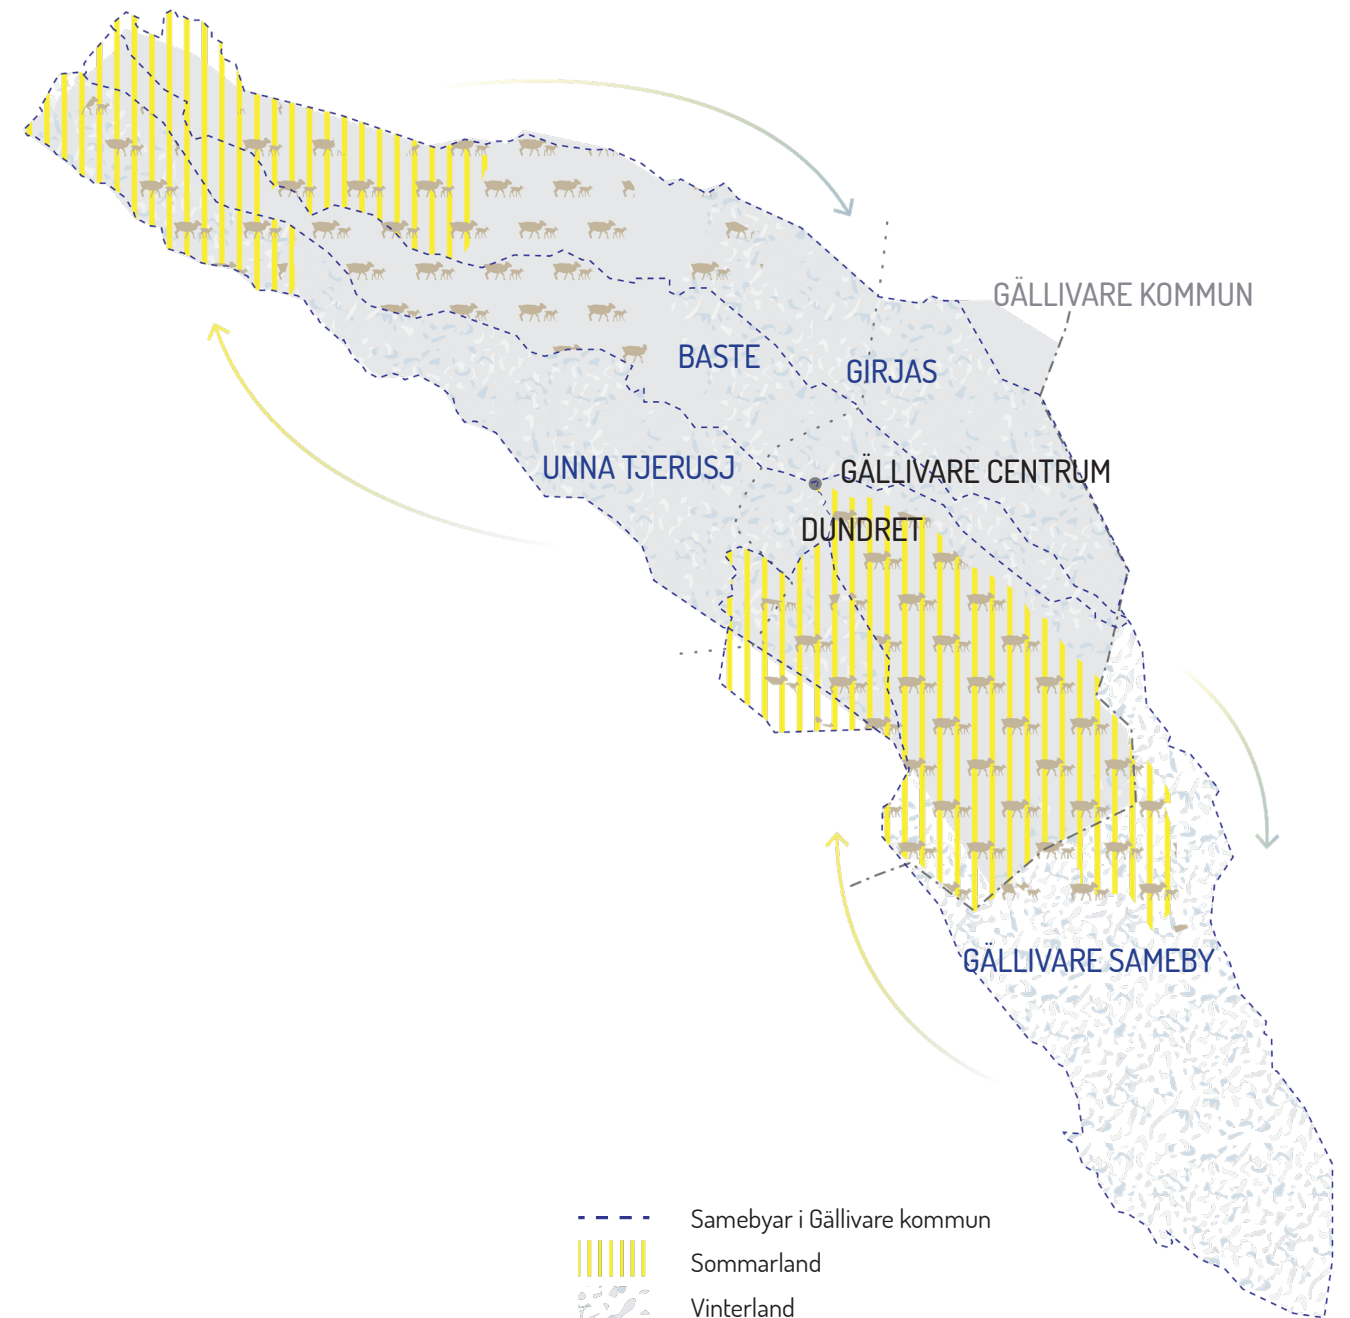 GÄLLIVARE KOMMUN
BASTE
GIRJAS
UNNA TJERUSJ
GÄLLIVARE CENTRUM
DUNDRET
GÄLLIVARE SAMEBY
Samebyar i Gällivare kommun
Sommarland
Vinterland